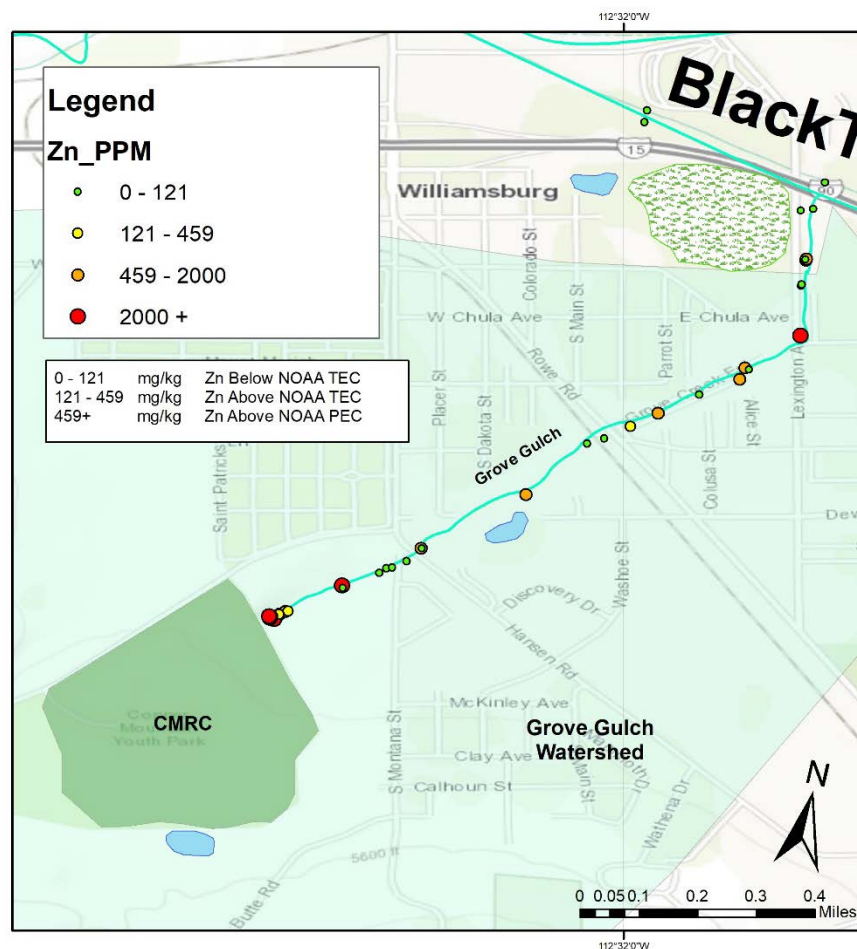 112°32'0"W
Legend
Zn_PPM
0 - 121
121 - 459
459 - 2000
2000 +
0 - 121 mg/kg Zn Below NOAA TEC
121 - 459 mg/kg Zn Above NOAA TEC
459+ mg/kg Zn Above NOAA PEC
BlackT
15
90
Williamsburg
Colorado St
S Main St
W Chula Ave
E Chula Ave
Rowe Rd
Parrot St
Placer St
S Dakota St
Grove Creek
Lexington A
Alice St
Colusa St
Grove Gulch
Saint Patricks
Dew
Washoe St
Discovery Dr
Hansen Rd
CMRC
Youth Park
McKinley Ave
Grove Gulch
Watershed
S Montana St
Clay Ave
Main St
Calhoun St
Wathena Dr
5600 ft
Butte Rd
N
0 0.05 0.1 0.2 0.3 0.4
Miles
112°32'0"W